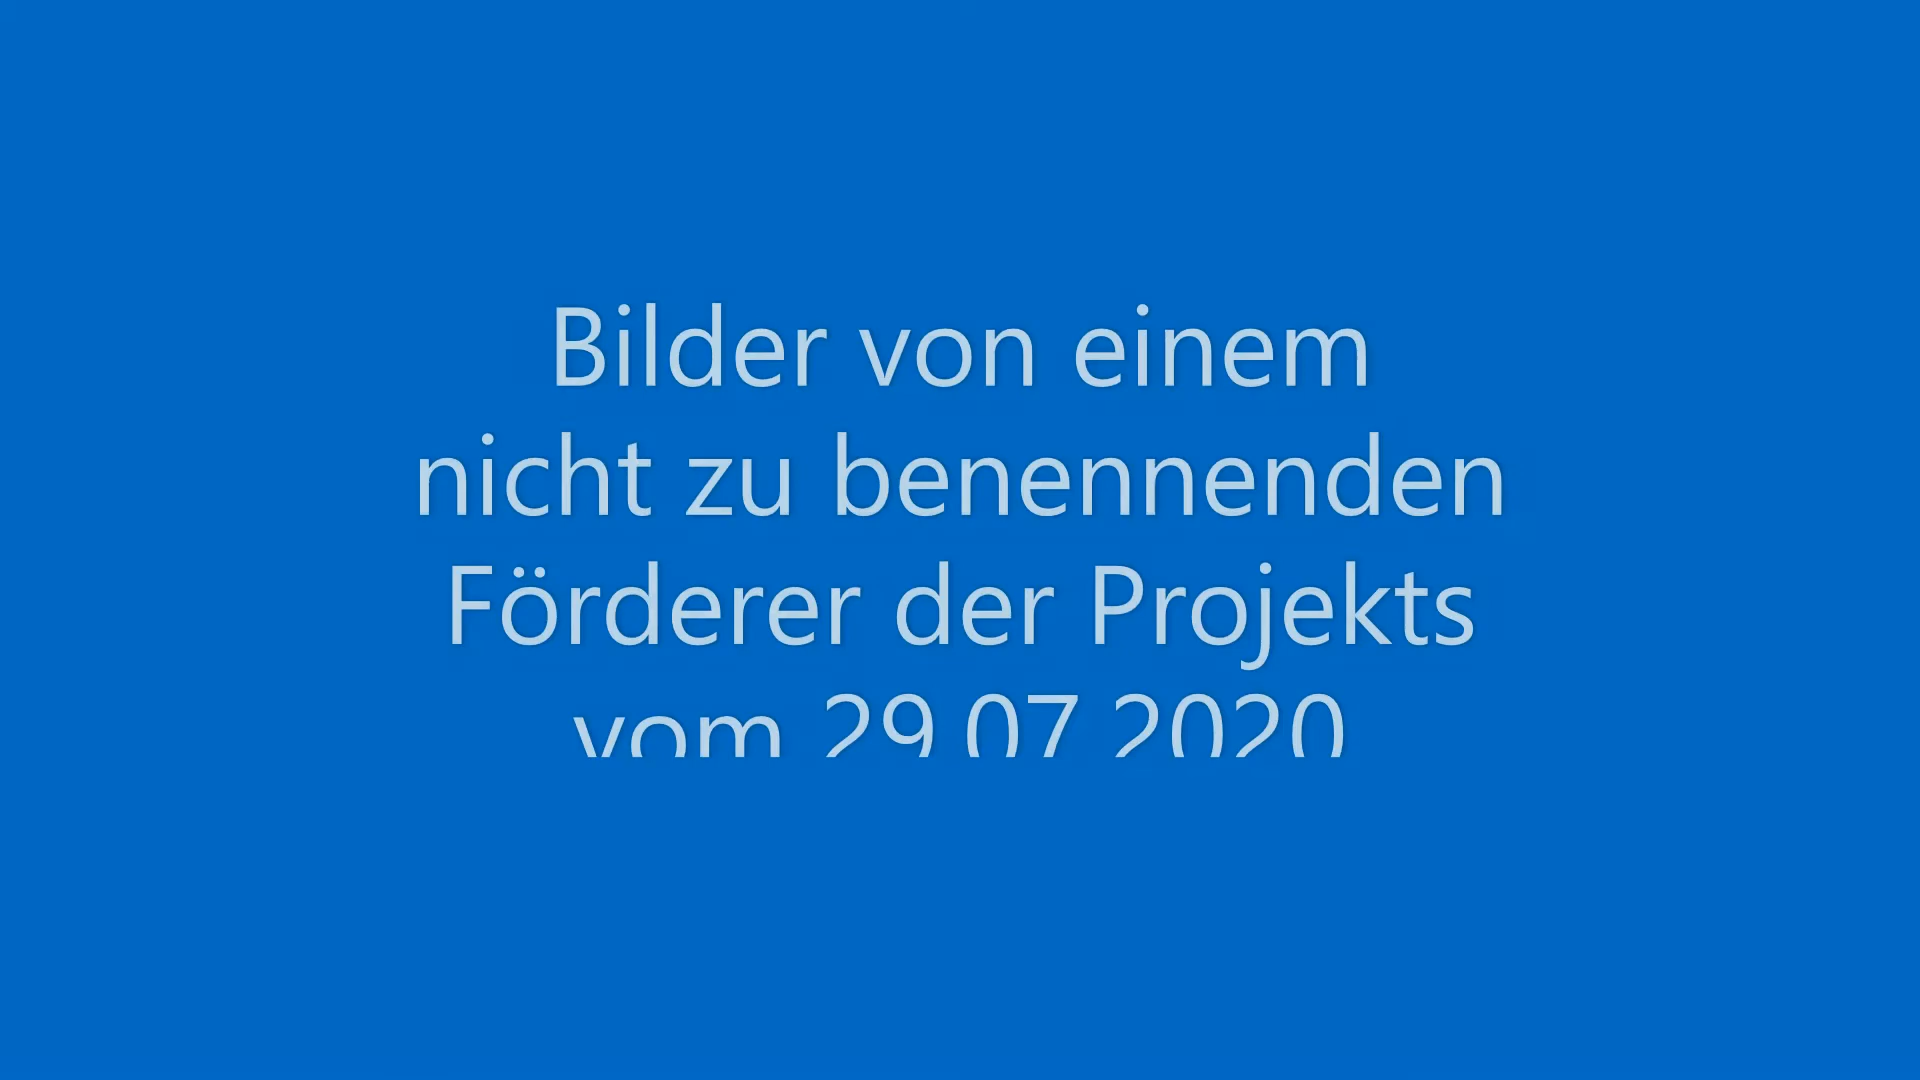 Bilder von einem
nicht zu benennenden
Förderer der Projekts
vom 29.07.2020